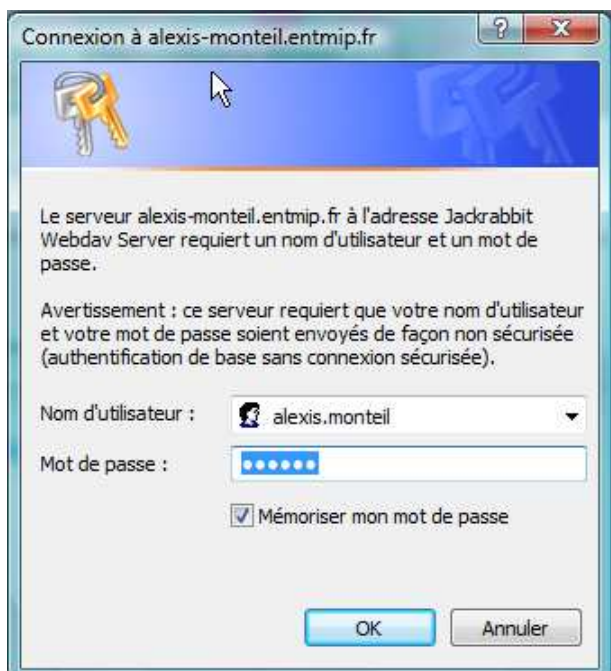 Connexion à alexis-monteil.entmip.fr
Le serveur alexis-monteil.entmip.fr à l'adresse Jackrabbit
Webdav Server requiert un nom d'utilisateur et un mot de
passe.
Avertissement : ce serveur requiert que votre nom d'utilisateur
et votre mot de passe soient envoyés de façon non sécurisée
(authentification de base sans connexion sécurisée).
Nom d'utilisateur : alexis.monteil
Mot de passe : ••••••
Mémoriser mon mot de passe
OK Annuler